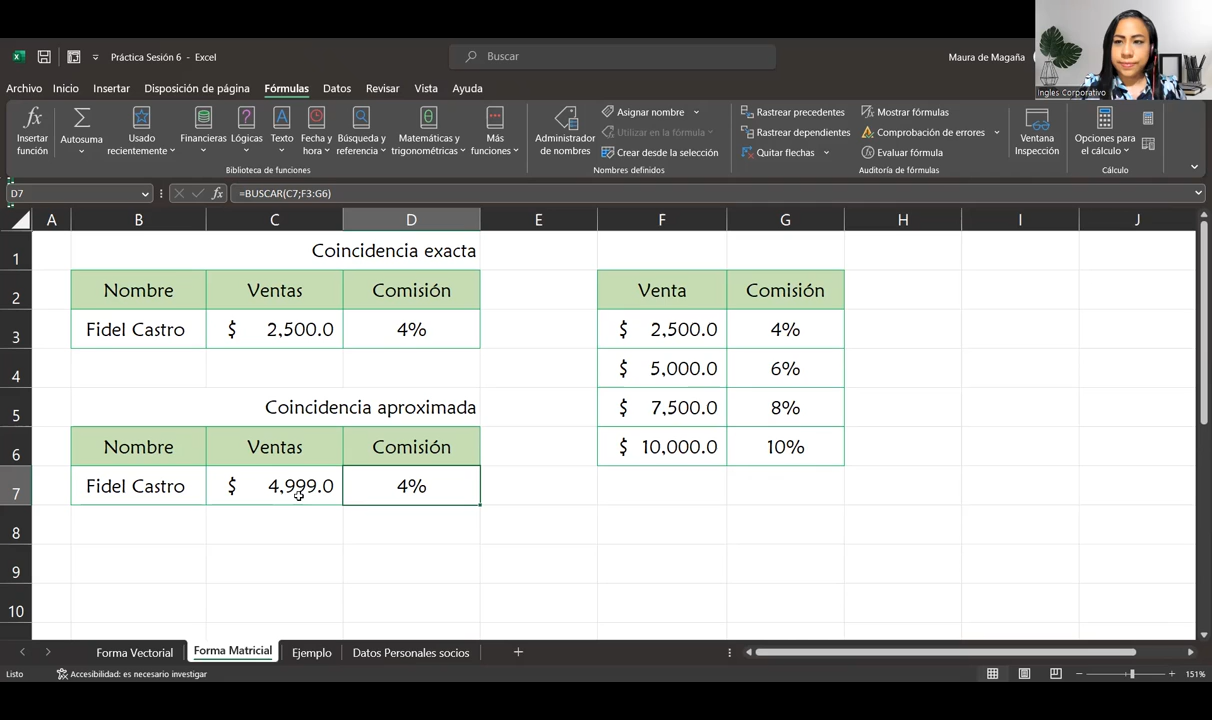 Práctica Sesión 6 - Excel
Buscar
Maura de Magaña
Ingles Corporativo
Archivo Inicio Insertar Disposición de página Fórmulas Datos Revisar Vista Ayuda
Insertar función
Autosuma
Usado recientemente
Financieras
Lógicas
Texto
Fecha y hora
Búsqueda y referencia
Matemáticas y trigonométricas
Más funciones
Biblioteca de funciones
Administrador de nombres
Asignar nombre
Utilizar en la fórmula
Crear desde la selección
Nombres definidos
Rastrear precedentes
Rastrear dependientes
Quitar flechas
Mostrar fórmulas
Comprobación de errores
Evaluar fórmula
Auditoría de fórmulas
Ventana Inspección
Opciones para el cálculo
Cálculo
D7 fx =BUSCAR(C7;F3:G6)
A B C D E F G H I J
1 Coincidencia exacta
2 Nombre Ventas Comisión Venta Comisión
3 Fidel Castro $ 2,500.0 4% $ 2,500.0 4%
4 $ 5,000.0 6%
5 Coincidencia aproximada $ 7,500.0 8%
6 Nombre Ventas Comisión $ 10,000.0 10%
7 Fidel Castro $ 4,999.0 4%
8
9
10
Forma Vectorial Forma Matricial Ejemplo Datos Personales socios
Listo Accesibilidad: es necesario investigar 151%